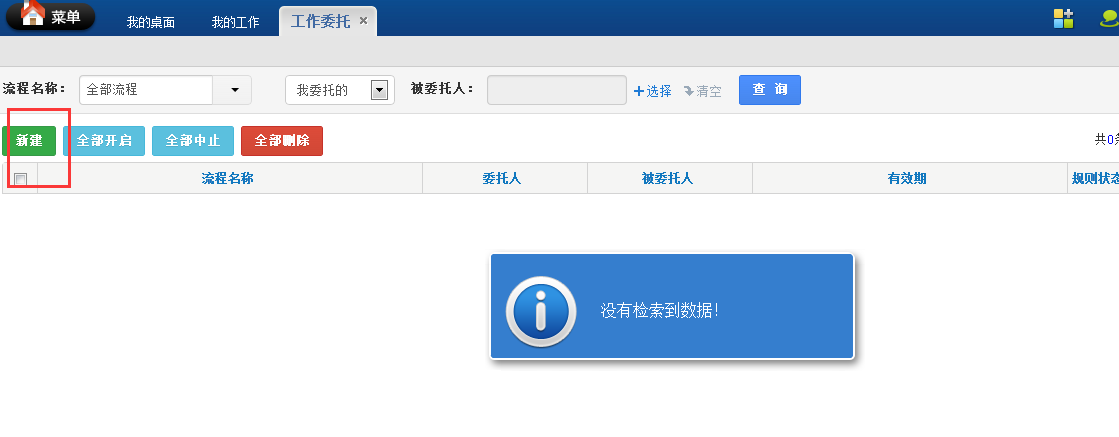 菜单 我的桌面 我的工作 工作委托 ×
流程名称： 全部流程 我委托的 被委托人： +选择 清空 查 询
新建 全部开启 全部中止 全部删除 共0条
流程名称 委托人 被委托人 有效期 规则状态
没有检索到数据！